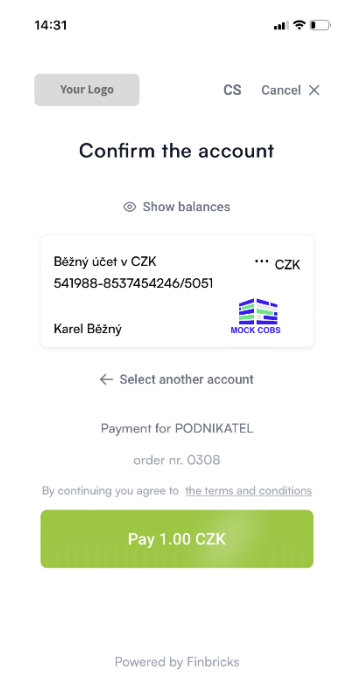 14:31
Your Logo
CS
Cancel
Confirm the account
Show balances
Běžný účet v CZK
··· CZK
541988-8537454246/5051
MOCK COBS
Karel Běžný
Select another account
Payment for PODNIKATEL
order nr. 0308
By continuing you agree to the terms and conditions
Pay 1.00 CZK
Powered by Finbricks